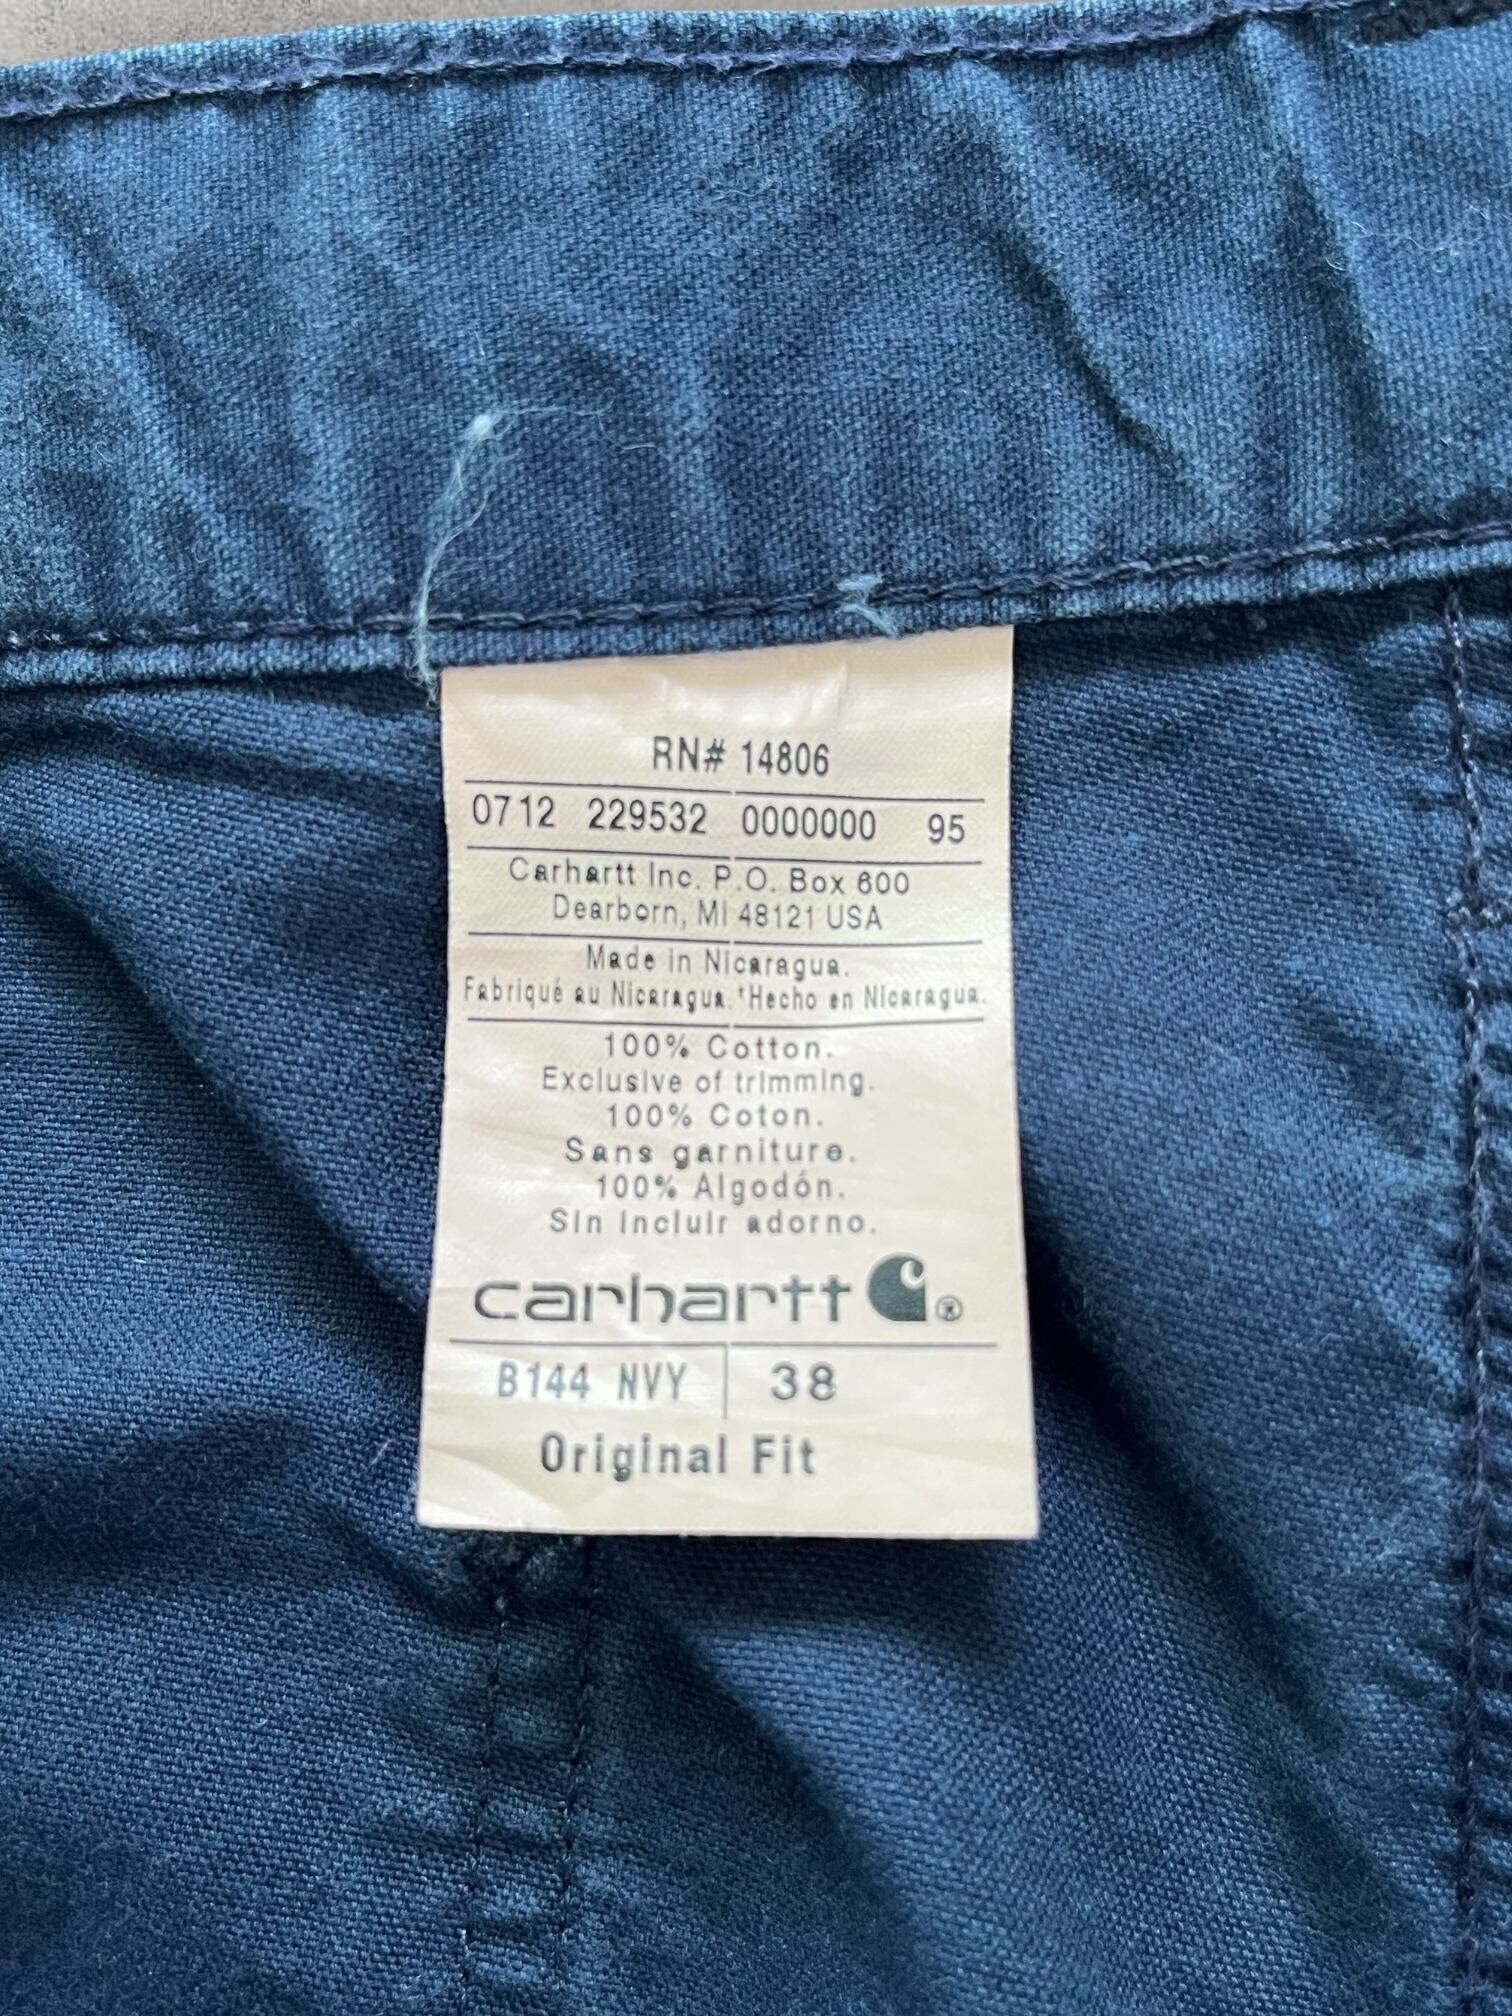 RN# 14806
0712 229532 0000000 95
Carhartt Inc. P.O. Box 600
Dearborn, MI 48121 USA
Made in Nicaragua.
Fabriqué au Nicaragua. Hecho en Nicaragua.
100% Cotton.
Exclusive of trimming.
100% Coton.
Sans garniture.
100% Algodón.
Sin incluir adorno.
carhartt ®
B144 NVY 38
Original Fit